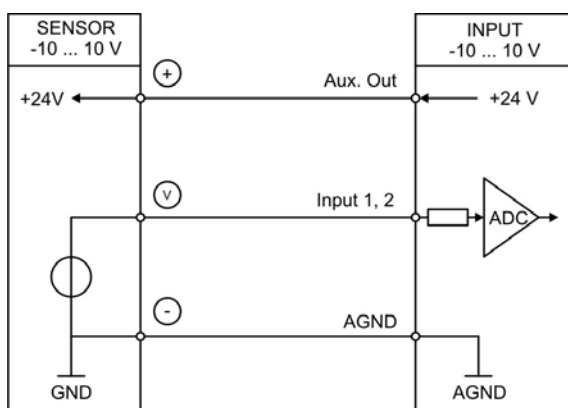 SENSOR
-10 ... 10 V
INPUT
-10 ... 10 V
+
Aux. Out
+24V
+24 V
V
Input 1, 2
ADC
-
AGND
GND
AGND